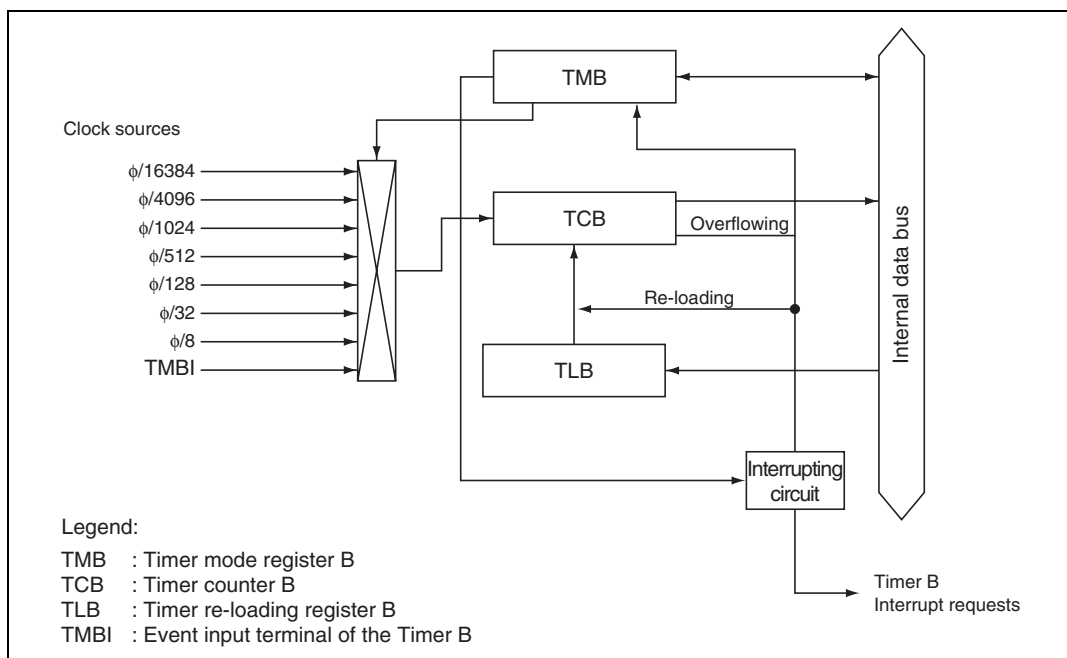 TMB
Clock sources
ϕ/16384
ϕ/4096
ϕ/1024
ϕ/512
ϕ/128
ϕ/32
ϕ/8
TMBI
TCB
Overflowing
Re-loading
TLB
Internal data bus
Interrupting
circuit
Timer B
Interrupt requests
Legend:
TMB : Timer mode register B
TCB : Timer counter B
TLB : Timer re-loading register B
TMBI : Event input terminal of the Timer B